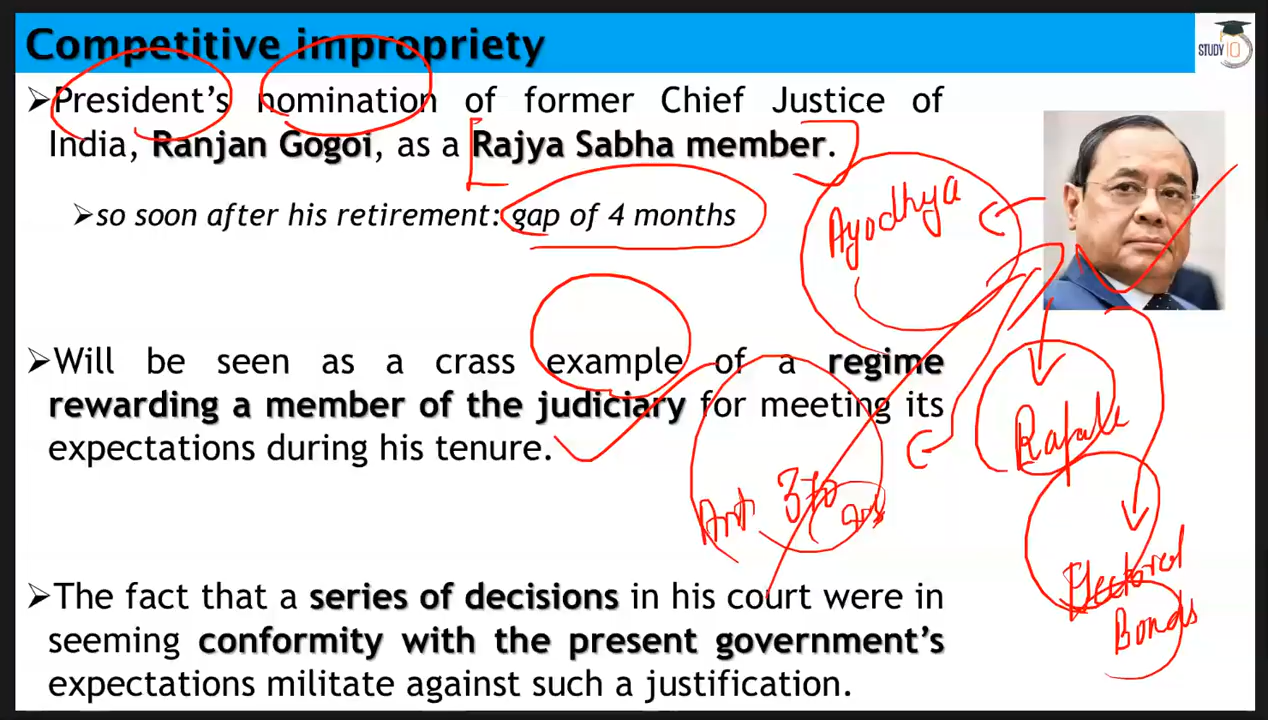 Competitive impropriety
STUDY IQ
➤President's nomination of former Chief Justice of
India, Ranjan Gogoi, as a Rajya Sabha member.
➤so soon after his retirement: gap of 4 months
Ayodhya
➤Will be seen as a crass example of a regime
rewarding a member of the judiciary for meeting its
expectations during his tenure.
Rafale
Art 370
Electoral
Bonds
➤The fact that a series of decisions in his court were in
seeming conformity with the present government's
expectations militate against such a justification.